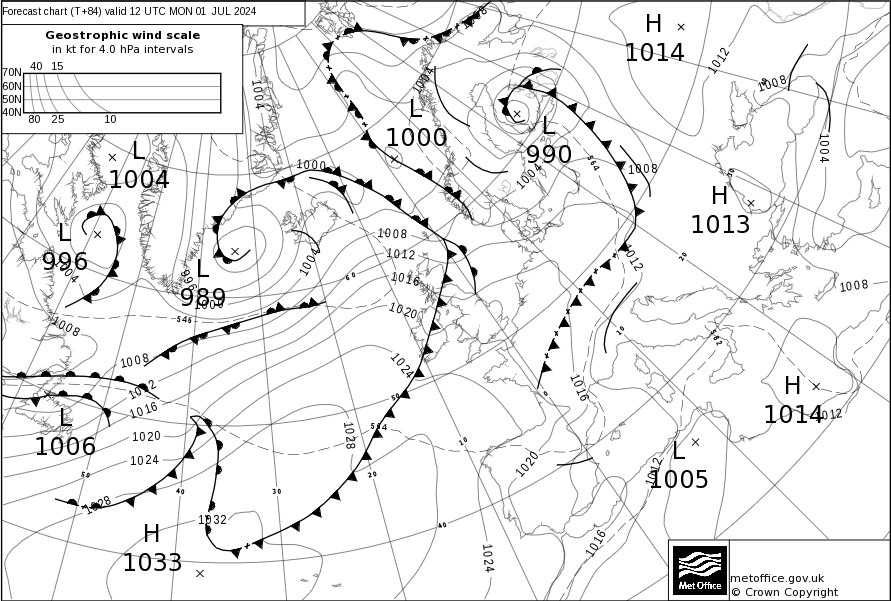 Forecast chart (T+84) valid 12 UTC MON 01 JUL 2024
Geostrophic wind scale
in kt for 4.0 hPa intervals
40 15
70N
60N
50N
40N
80 25 10
H
1014
1012
1008
1004
1004
L
1000
L
990
1004
564
1008
1004
H
1013
L
1004
1000
L
996
1004
L
989
996
1000
1004
1008
1012
1016
1020
60
1012
20
1008
546
1008
1008
1012
1016
1020
1024
1028
L
1006
1024
1028
50
564
10
20
30
40
50
1016
0
10
582
H
1014
1012
L
1005
1012
1020
1016
1032
H
1033
40
1024
metoffice.gov.uk
© Crown Copyright
Met Office